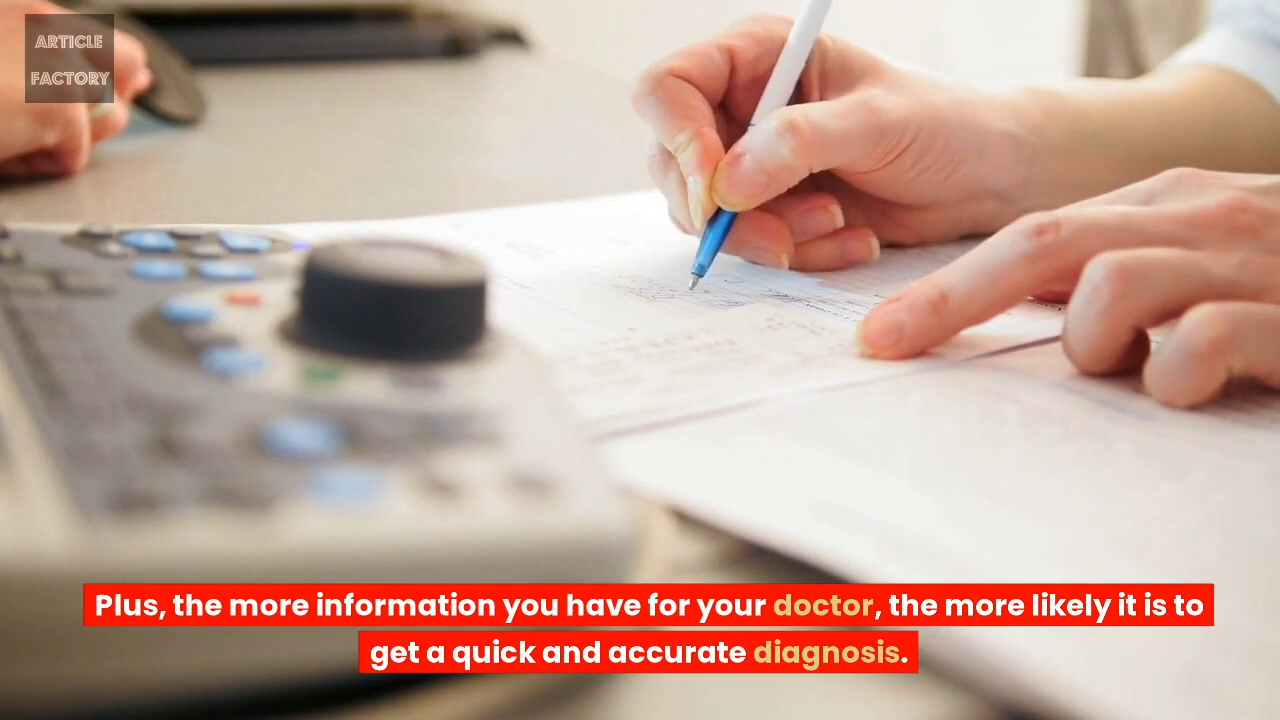 ARTICLE
FACTORY
Plus, the more information you have for your doctor, the more likely it is to
get a quick and accurate diagnosis.